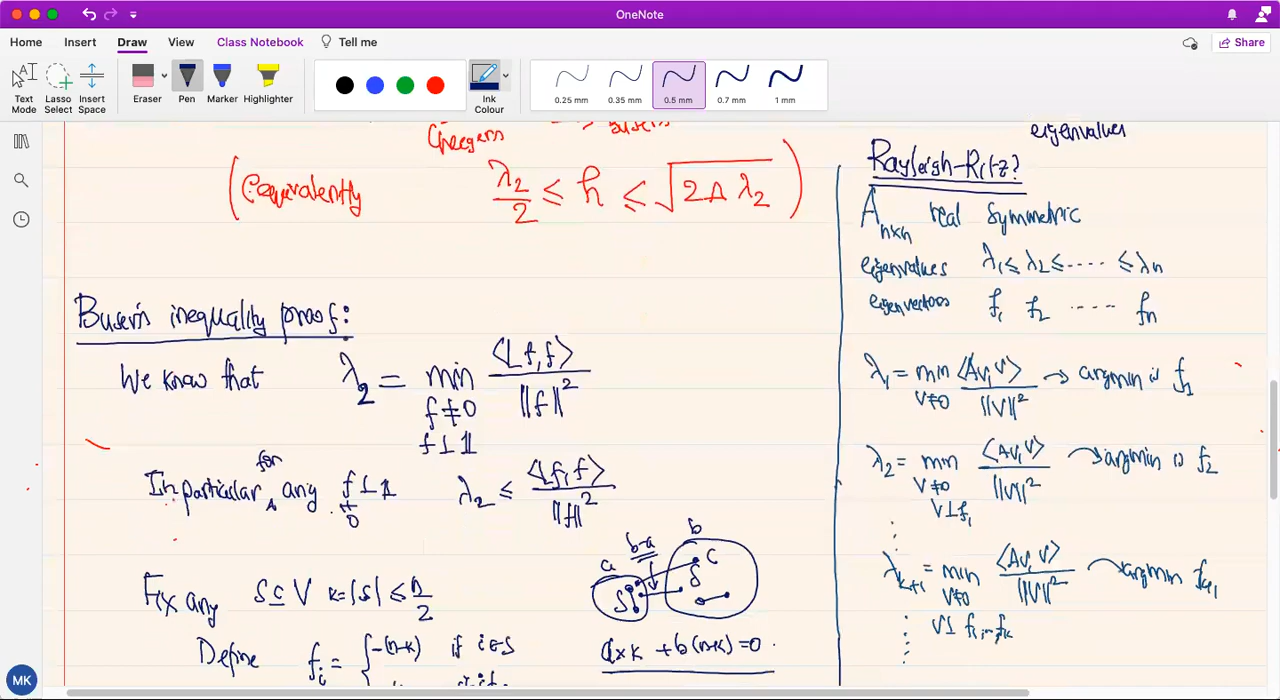 OneNote
Home Insert Draw View Class Notebook Tell me
Share
Text Mode
Lasso Select
Insert Space
Eraser
Pen
Marker
Highlighter
Ink Colour
0.25 mm 0.35 mm 0.5 mm 0.7 mm 1 mm
Cheegers
Busers
(equivalently λ₂/2 ≤ h ≤ √(2Δ λ₂))
Buser's inequality proof:
We know that λ₂ = min ⟨Lf,f⟩ / ||f||²
f≠0
f⊥𝟙
In particular, for any f⊥𝟙 λ₂ ≤ ⟨Lf,f⟩ / ||f||²
≠0
a b-a b
S
Fix any S⊆V k=|S| ≤ n/2
Define fᵢ = { -(n-k) if i∈S
a×k + b(n-k) = 0.
eigenvalues
Rayleigh-Ritz?
A n×n real symmetric
eigenvalues λ₁ ≤ λ₂ ≤ ..... ≤ λn
eigenvectors f₁ f₂ ..... fn
λ₁ = min ⟨Av,v⟩ / ||v||² → argmin is f₁
v≠0
λ₂ = min ⟨Av,v⟩ / ||v||² → argmin is f₂
v≠0
v⊥f₁
λk+1 = min ⟨Av,v⟩ / ||v||² → argmin fk+1
v≠0
v⊥ f₁...fk
MK